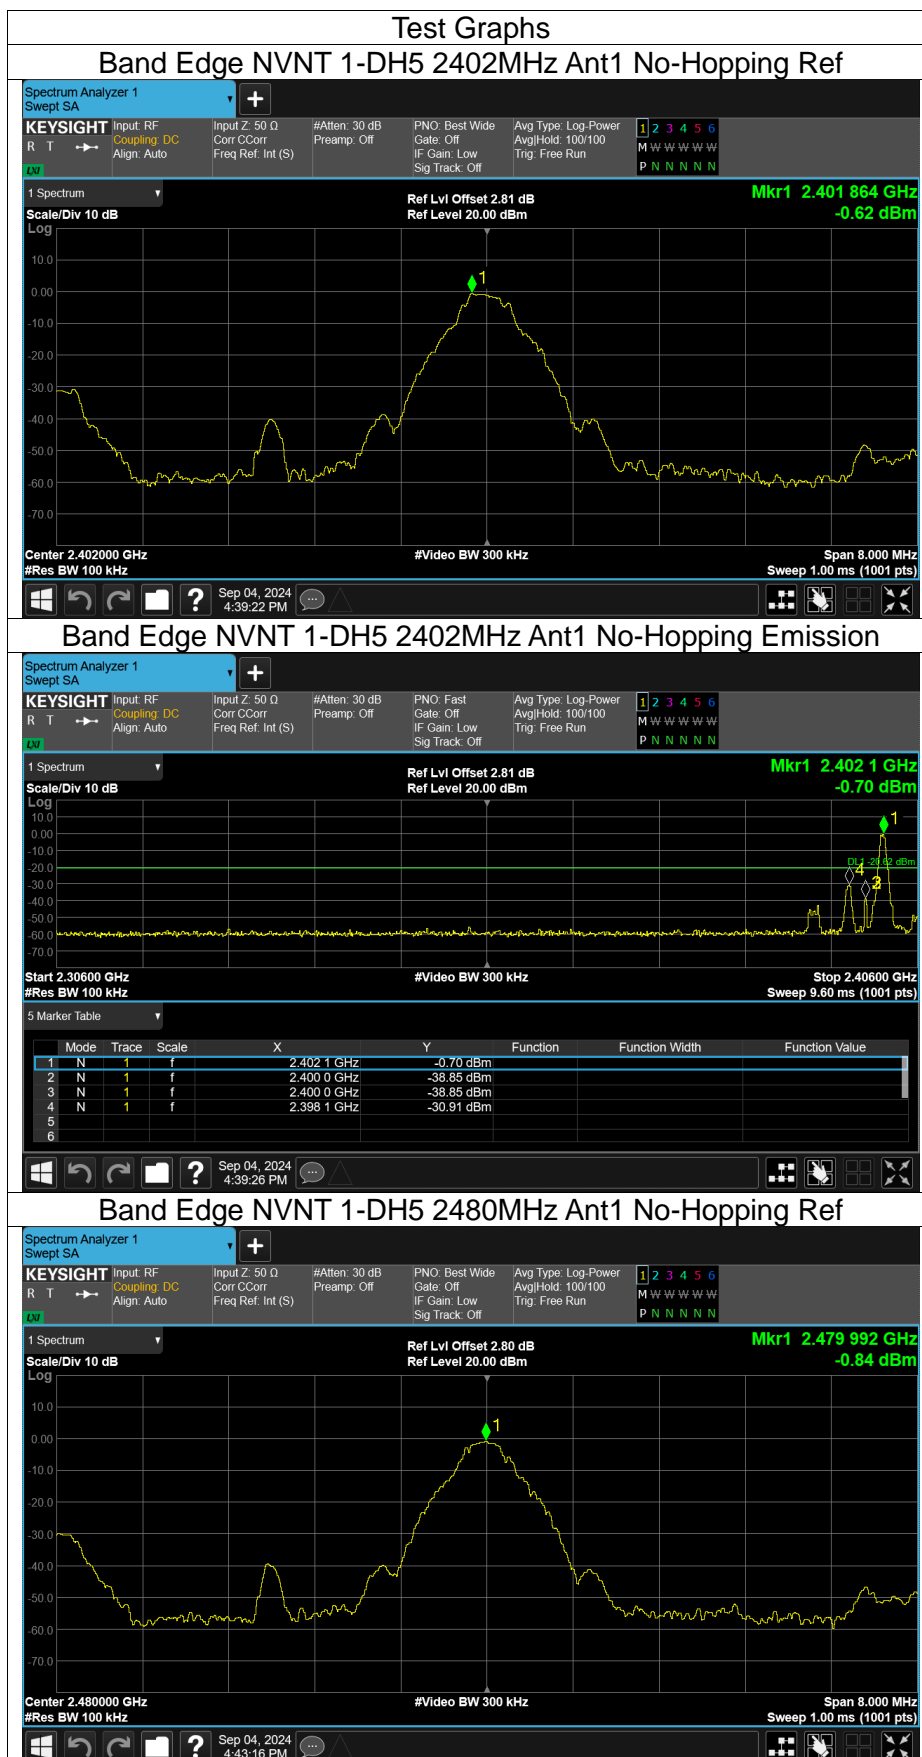 Test Graphs
Band Edge NVNT 1-DH5 2402MHz Ant1 No-Hopping Ref
Spectrum Analyzer 1
Swept SA
KEYSIGHT Input: RF Input Z: 50 Ω #Atten: 30 dB PNO: Best Wide Avg Type: Log-Power 1 2 3 4 5 6
R T Coupling: DC Corr CCorr Preamp: Off Gate: Off Avg|Hold: 100/100 M W W W W W
Align: Auto Freq Ref: Int (S) IF Gain: Low Trig: Free Run
LXI Sig Track: Off P N N N N N
1 Spectrum Ref Lvl Offset 2.81 dB Mkr1 2.401 864 GHz
Scale/Div 10 dB Ref Level 20.00 dBm -0.62 dBm
Log
10.0
1
0.00
-10.0
-20.0
-30.0
-40.0
-50.0
-60.0
-70.0
Center 2.402000 GHz #Video BW 300 kHz Span 8.000 MHz
#Res BW 100 kHz Sweep 1.00 ms (1001 pts)
? Sep 04, 2024
4:39:22 PM
Band Edge NVNT 1-DH5 2402MHz Ant1 No-Hopping Emission
Spectrum Analyzer 1
Swept SA
KEYSIGHT Input: RF Input Z: 50 Ω #Atten: 30 dB PNO: Fast Avg Type: Log-Power 1 2 3 4 5 6
R T Coupling: DC Corr CCorr Preamp: Off Gate: Off Avg|Hold: 100/100 M W W W W W
Align: Auto Freq Ref: Int (S) IF Gain: Low Trig: Free Run
LXI Sig Track: Off P N N N N N
1 Spectrum Ref Lvl Offset 2.81 dB Mkr1 2.402 1 GHz
Scale/Div 10 dB Ref Level 20.00 dBm -0.70 dBm
Log
10.0 1
0.00
-10.0
-20.0 DL1 -20.62 dBm
4
-30.0 3
-40.0
-50.0
-60.0
-70.0
Start 2.30600 GHz #Video BW 300 kHz Stop 2.40600 GHz
#Res BW 100 kHz Sweep 9.60 ms (1001 pts)
5 Marker Table
Mode Trace Scale X Y Function Function Width Function Value
1 N 1 f 2.402 1 GHz -0.70 dBm
2 N 1 f 2.400 0 GHz -38.85 dBm
3 N 1 f 2.400 0 GHz -38.85 dBm
4 N 1 f 2.398 1 GHz -30.91 dBm
5
6
? Sep 04, 2024
4:39:26 PM
Band Edge NVNT 1-DH5 2480MHz Ant1 No-Hopping Ref
Spectrum Analyzer 1
Swept SA
KEYSIGHT Input: RF Input Z: 50 Ω #Atten: 30 dB PNO: Best Wide Avg Type: Log-Power 1 2 3 4 5 6
R T Coupling: DC Corr CCorr Preamp: Off Gate: Off Avg|Hold: 100/100 M W W W W W
Align: Auto Freq Ref: Int (S) IF Gain: Low Trig: Free Run
LXI Sig Track: Off P N N N N N
1 Spectrum Ref Lvl Offset 2.80 dB Mkr1 2.479 992 GHz
Scale/Div 10 dB Ref Level 20.00 dBm -0.84 dBm
Log
10.0
1
0.00
-10.0
-20.0
-30.0
-40.0
-50.0
-60.0
-70.0
Center 2.480000 GHz #Video BW 300 kHz Span 8.000 MHz
#Res BW 100 kHz Sweep 1.00 ms (1001 pts)
? Sep 04, 2024
4:43:16 PM